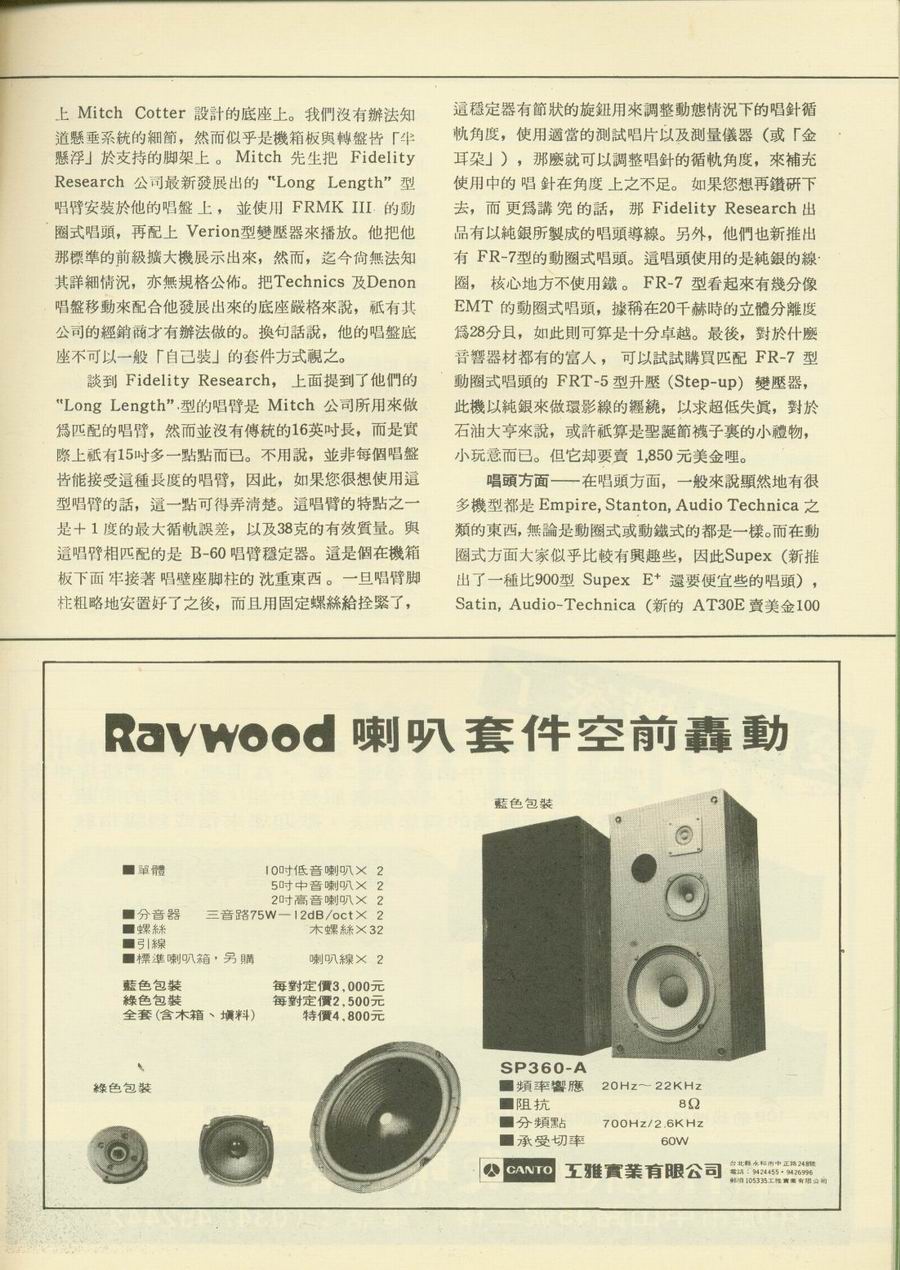 上 Mitch Cotter 設計的底座上。我們沒有辦法知
道懸垂系統的細節，然而似乎是機箱板與轉盤皆「半
懸浮」於支持的脚架上。Mitch 先生把 Fidelity
Research 公司最新發展出的 "Long Length" 型
唱臂安裝於他的唱盤上，並使用 FRMK III 的動
圈式唱頭，再配上 Verion型變壓器來播放。他把他
那標準的前級擴大機展示出來，然而，迄今尙無法知
其詳細情況，亦無規格公佈。把Technics 及Denon
唱盤移動來配合他發展出來的底座嚴格來說，祇有其
公司的經銷商才有辦法做的。換句話說，他的唱盤底
座不可以一般「自己裝」的套件方式視之。
談到 Fidelity Research，上面提到了他們的
"Long Length" 型的唱臂是 Mitch 公司所用來做
爲匹配的唱臂，然而並沒有傳統的16英吋長，而是實
際上祇有15吋多一點點而已。不用說，並非每個唱盤
皆能接受這種長度的唱臂，因此，如果您很想使用這
型唱臂的話，這一點可得弄淸楚。這唱臂的特點之一
是＋1度的最大循軌誤差，以及38克的有效質量。與
這唱臂相匹配的是 B-60 唱臂穩定器。這是個在機箱
板下面牢接著唱壁座脚柱的沈重東西。一旦唱臂脚
柱粗略地安置好了之後，而且用固定螺絲給拴緊了，
這穩定器有節狀的旋鈕用來調整動態情況下的唱針循
軌角度，使用適當的測試唱片以及測量儀器（或「金
耳朶」），那麽就可以調整唱針的循軌角度，來補充
使用中的唱針在角度上之不足。如果您想再鑽研下
去，而更爲講究的話，那 Fidelity Research 出
品有以純銀所製成的唱頭導線。另外，他們也新推出
有 FR-7型的動圈式唱頭。這唱頭使用的是純銀的線
圈，核心地方不使用鐵。FR-7 型看起來有幾分像
EMT 的動圈式唱頭，據稱在20千赫時的立體分離度
爲28分貝，如此則可算是十分卓越。最後，對於什麽
音響器材都有的富人，可以試試購買匹配 FR-7 型
動圈式唱頭的 FRT-5 型升壓 (Step-up) 變壓器，
此機以純銀來做環影線的纏繞，以求超低失眞，對於
石油大亨來說，或許祇算是聖誕節襪子裏的小禮物，
小玩意而已。但它却要賣 1,850 元美金哩。
唱頭方面——在唱頭方面，一般來說顯然地有很
多機型都是 Empire, Stanton, Audio Technica 之
類的東西，無論是動圈式或動鐵式的都是一樣。而在動
圈式方面大家似乎比較有興趣些，因此Supex（新推
出了一種比900型 Supex E⁺ 還要便宜些的唱頭），
Satin, Audio-Technica（新的 AT30E 賣美金100
Raywood 喇叭套件空前轟動
藍色包裝
■單體 10吋低音喇叭× 2
5吋中音喇叭× 2
2吋高音喇叭× 2
■分音器 三音路75W—12dB/oct× 2
■螺絲 木螺絲×32
■引線
■標準喇叭箱，另購 喇叭線× 2
藍色包裝 每對定價3,000元
綠色包裝 每對定價2,500元
全套(含木箱、塡料) 特價4,800元
綠色包裝
SP360-A
■頻率響應 20Hz～22KHz
■阻抗 8Ω
■分頻點 700Hz/2.6KHz
■承受切率 60W
CANTO 工雅實業有限公司
台北縣永和市中正路248號
電話：9424455・9426996
郵項105335工雅實業有限公司